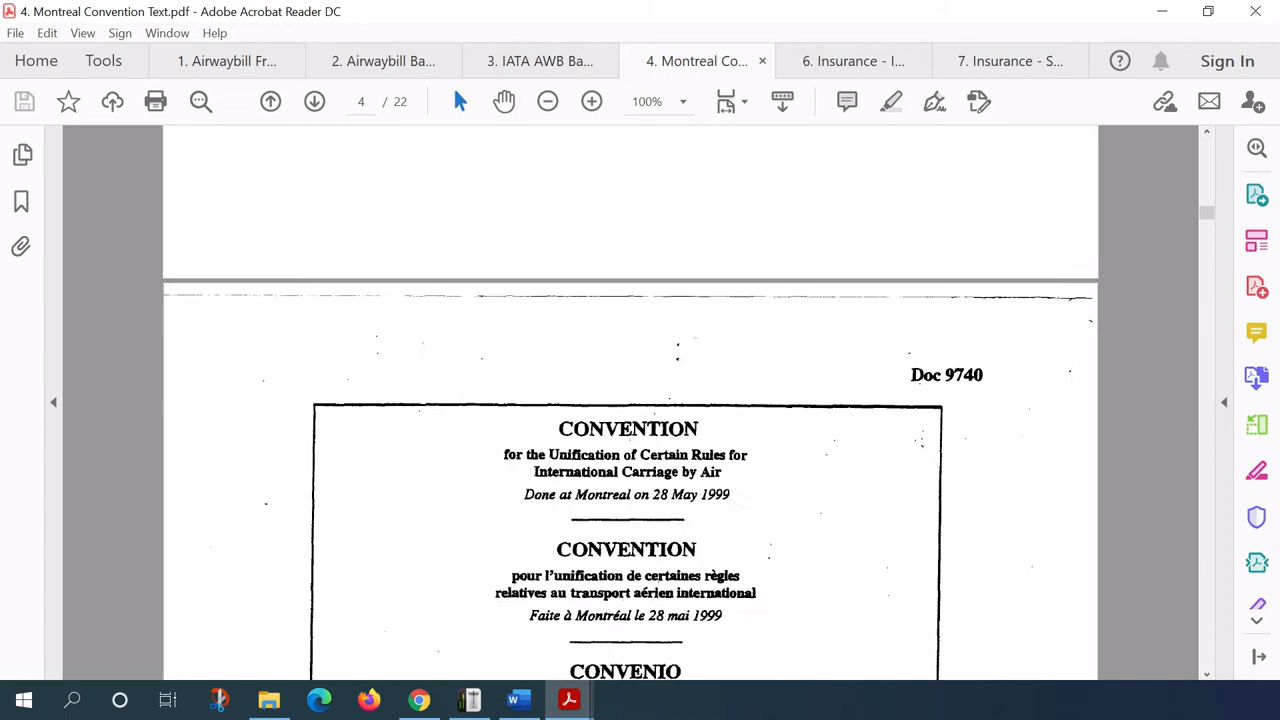 4. Montreal Convention Text.pdf - Adobe Acrobat Reader DC
File Edit View Sign Window Help
Home Tools 1. Airwaybill Fr... 2. Airwaybill Ba... 3. IATA AWB Ba... 4. Montreal Co... 6. Insurance - I... 7. Insurance - S... Sign In
4 / 22 100%
Doc 9740
CONVENTION
for the Unification of Certain Rules for
International Carriage by Air
Done at Montreal on 28 May 1999
CONVENTION
pour l'unification de certaines règles
relatives au transport aérien international
Faite à Montréal le 28 mai 1999
CONVENIO